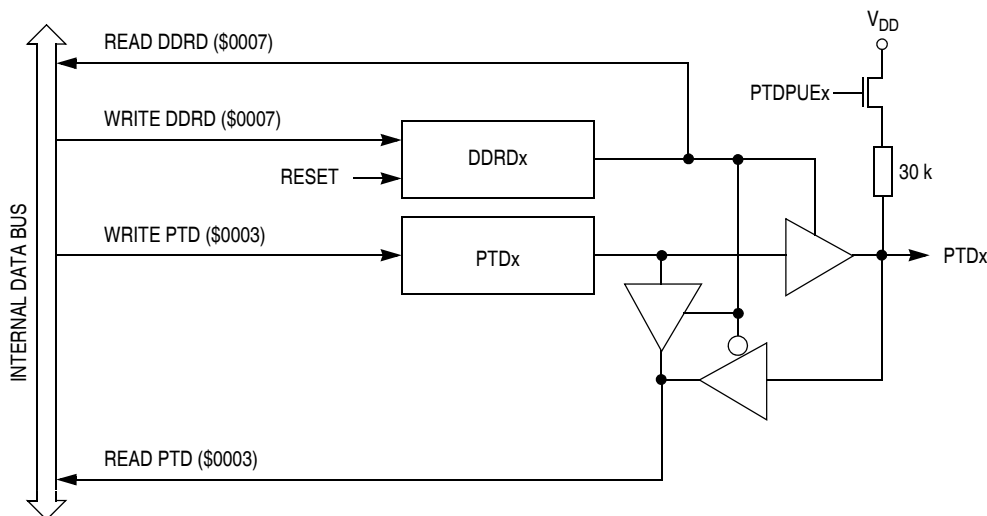 VDD
READ DDRD ($0007)
PTDPUEx
WRITE DDRD ($0007)
DDRDx
RESET
30 k
WRITE PTD ($0003)
PTDx
PTDx
INTERNAL DATA BUS
READ PTD ($0003)